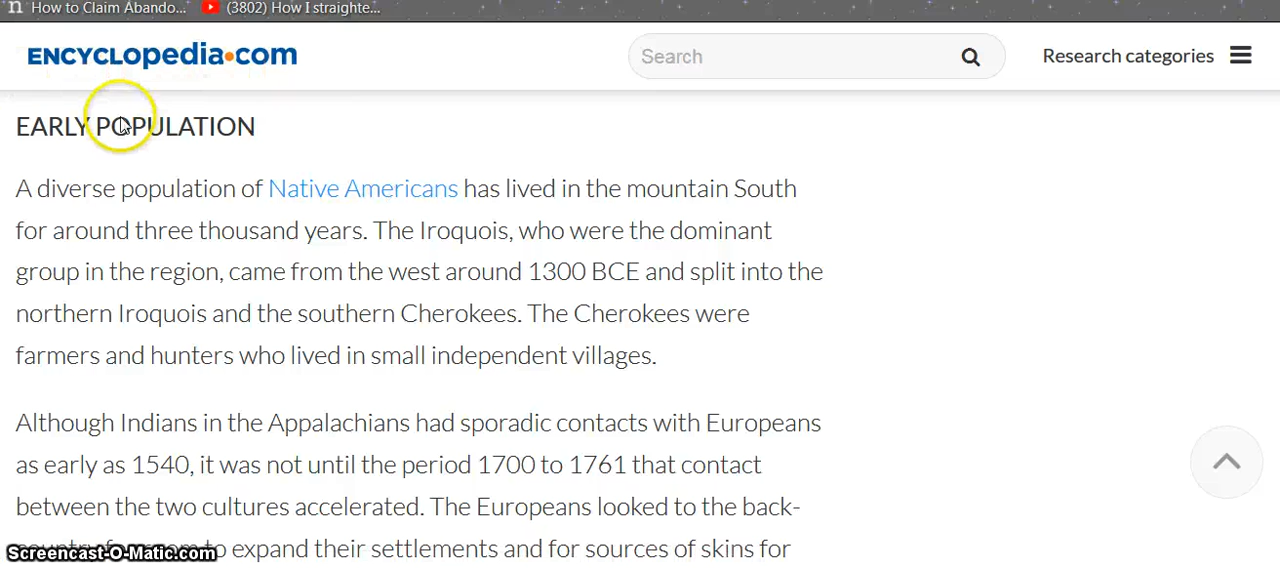 How to Claim Abando... (3802) How I straighte...
ENCYCLopedia.com Search Research categories
EARLY POPULATION
A diverse population of Native Americans has lived in the mountain South
for around three thousand years. The Iroquois, who were the dominant
group in the region, came from the west around 1300 BCE and split into the
northern Iroquois and the southern Cherokees. The Cherokees were
farmers and hunters who lived in small independent villages.
Although Indians in the Appalachians had sporadic contacts with Europeans
as early as 1540, it was not until the period 1700 to 1761 that contact
between the two cultures accelerated. The Europeans looked to the back-
to expand their settlements and for sources of skins for
Screencast-O-Matic.com